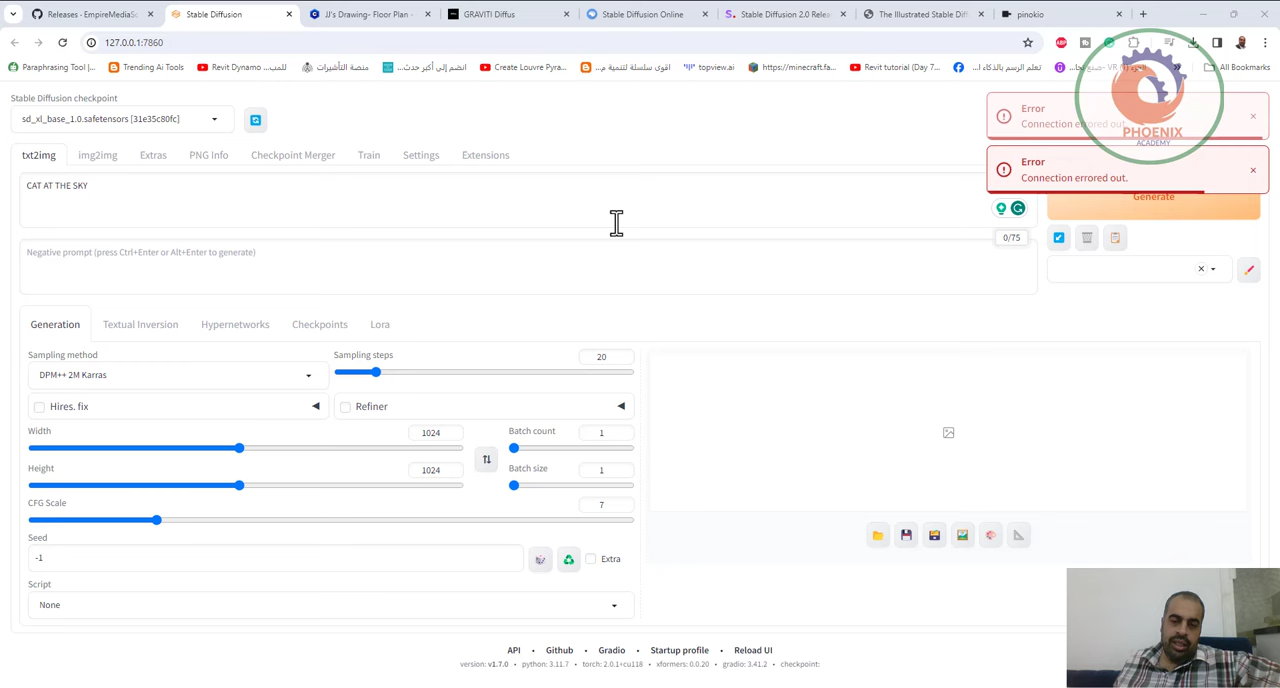 Releases - EmpireMediaSc
Stable Diffusion
JJ's Drawing- Floor Plan -
GRAVITI Diffus
Stable Diffusion Online
Stable Diffusion 2.0 Relea
The Illustrated Stable Diff
pinokio
127.0.0.1:7860
Paraphrasing Tool |...
Trending Ai Tools
Revit Dynamo للمب...
منصة التأشيرات
خصم مع أكثر حدث...
Create Louvre Pyra...
اقوى سلسلة لتنمية م...
topview.ai
https://minecraft.fa...
Revit tutorial (Day 7...
تعلم الرسم بالذكاء ا...
All Bookmarks
Stable Diffusion checkpoint
sd_xl_base_1.0.safetensors [31e35c80fc]
Error
Connection errored out.
PHOENIX
ACADEMY
Error
Connection errored out.
txt2img
img2img
Extras
PNG Info
Checkpoint Merger
Train
Settings
Extensions
CAT AT THE SKY
Generate
0/75
Negative prompt (press Ctrl+Enter or Alt+Enter to generate)
Generation
Textual Inversion
Hypernetworks
Checkpoints
Lora
Sampling method
DPM++ 2M Karras
Sampling steps
20
Hires. fix
Refiner
Width
1024
Batch count
1
Height
1024
Batch size
1
CFG Scale
7
Seed
-1
Extra
Script
None
API • Github • Gradio • Startup profile • Reload UI
version: v1.7.0 • python: 3.11.7 • torch: 2.0.1+cu118 • xformers: 0.0.20 • gradio: 3.41.2 • checkpoint: